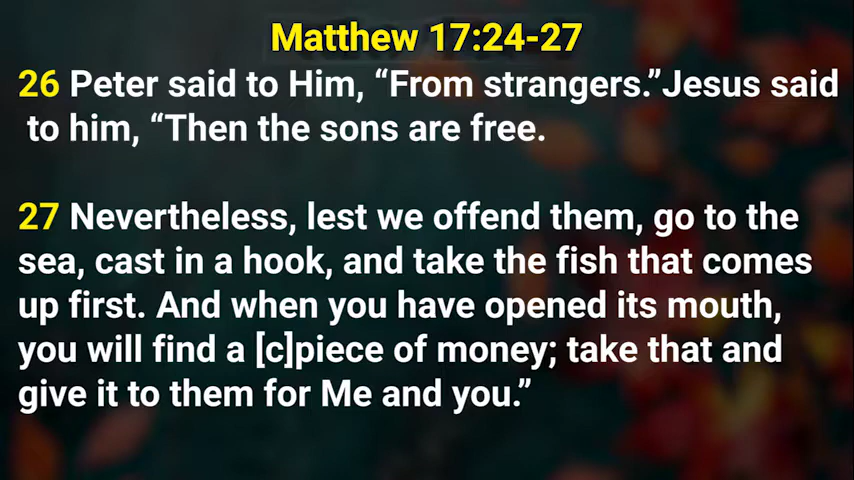 Matthew 17:24-27
26 Peter said to Him, “From strangers.”Jesus said
to him, “Then the sons are free.
27 Nevertheless, lest we offend them, go to the
sea, cast in a hook, and take the fish that comes
up first. And when you have opened its mouth,
you will find a [c]piece of money; take that and
give it to them for Me and you.”